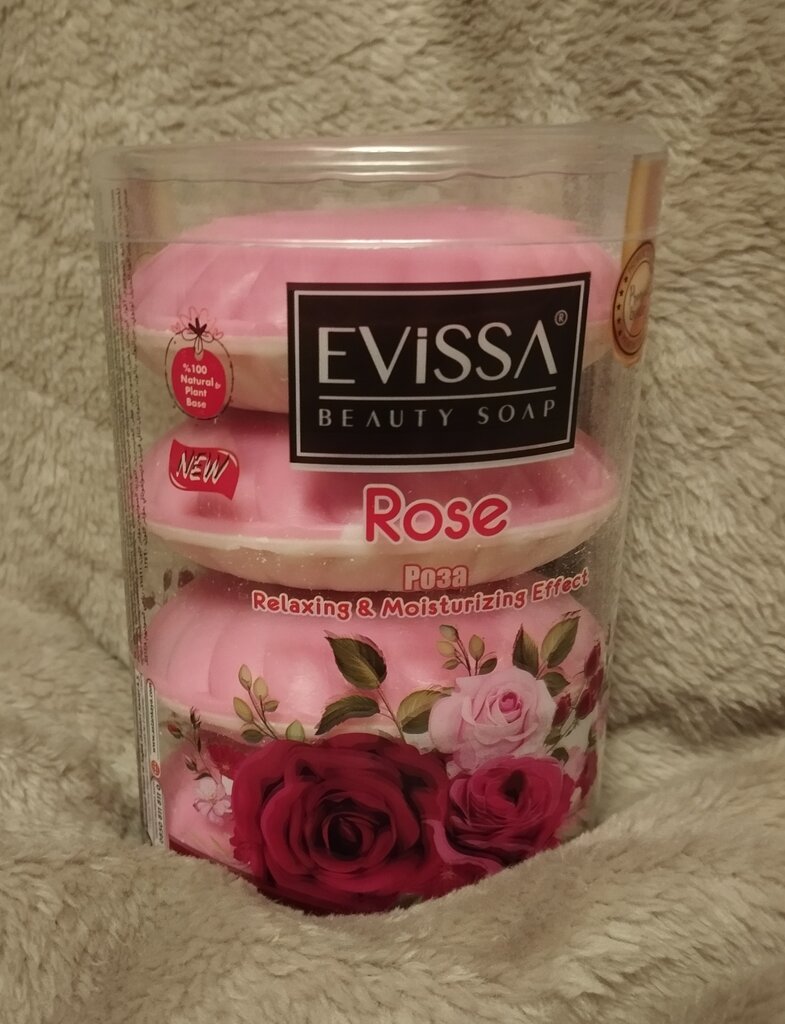 EViSSA®
BEAUTY SOAP
%100
Natural &
Plant
Base
NEW
Rose
Роза
Relaxing & Moisturizing Effect